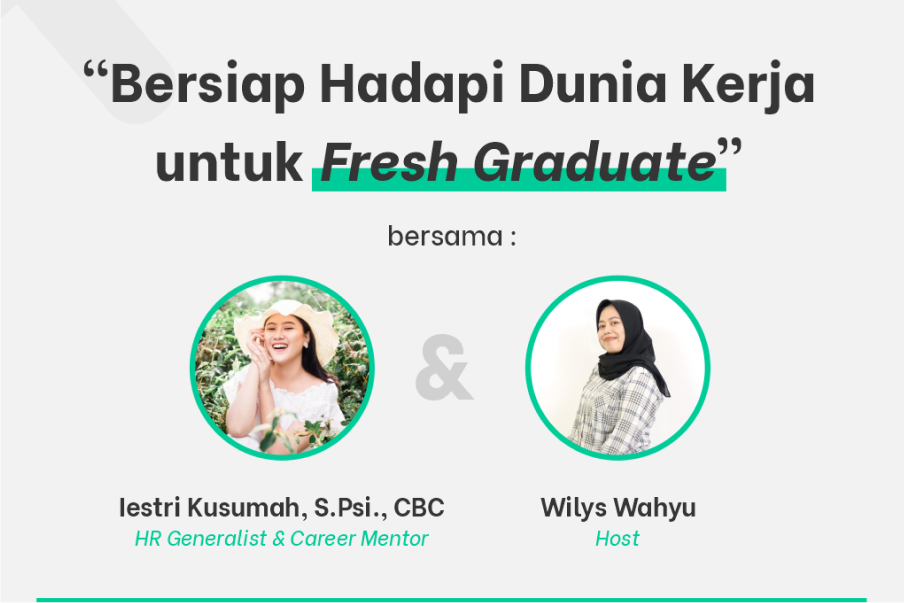 “Bersiap Hadapi Dunia Kerja
untuk Fresh Graduate”
bersama :
&
Iestri Kusumah, S.Psi., CBC
HR Generalist & Career Mentor
Wilys Wahyu
Host